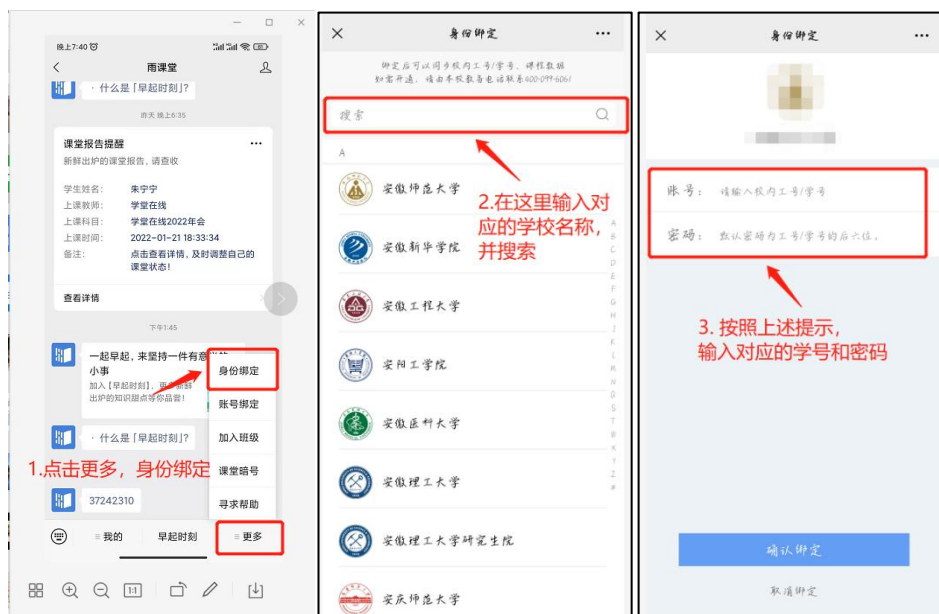 晚上7:40
雨课堂
· 什么是「早起时刻」?
昨天 晚上6:35
课堂报告提醒
新鲜出炉的课堂报告,请查收
学生姓名: 朱宁宁
上课教师: 学堂在线
上课科目: 学堂在线2022年会
上课时间: 2022-01-21 18:33:34
备注: 点击查看详情,及时调整自己的
课堂状态!
查看详情
下午1:45
一起早起,来坚持一件有意
小事
加入【早起时刻】,更
出炉的知识甜点等你品尝!
· 什么是「早起时刻」?
37242310
身份绑定
账号绑定
加入班级
课堂暗号
寻求帮助
1.点击更多,身份绑定
我的
早起时刻
更多
1:1
身份绑定
绑定后可以同步校内工号/学号、课程数据
如需开通,请由本校教务电话联系400-099-6061
搜索
A
安徽师范大学
安徽新华学院
安徽工程大学
安阳工学院
安徽医科大学
安徽理工大学
安徽理工大学研究生院
安庆师范大学
2.在这里输入对
应的学校名称,
并搜索
身份绑定
账号: 请输入校内工号/学号
密码: 默认密码为工号/学号的后六位。
3. 按照上述提示,
输入对应的学号和密码
确认绑定
取消绑定